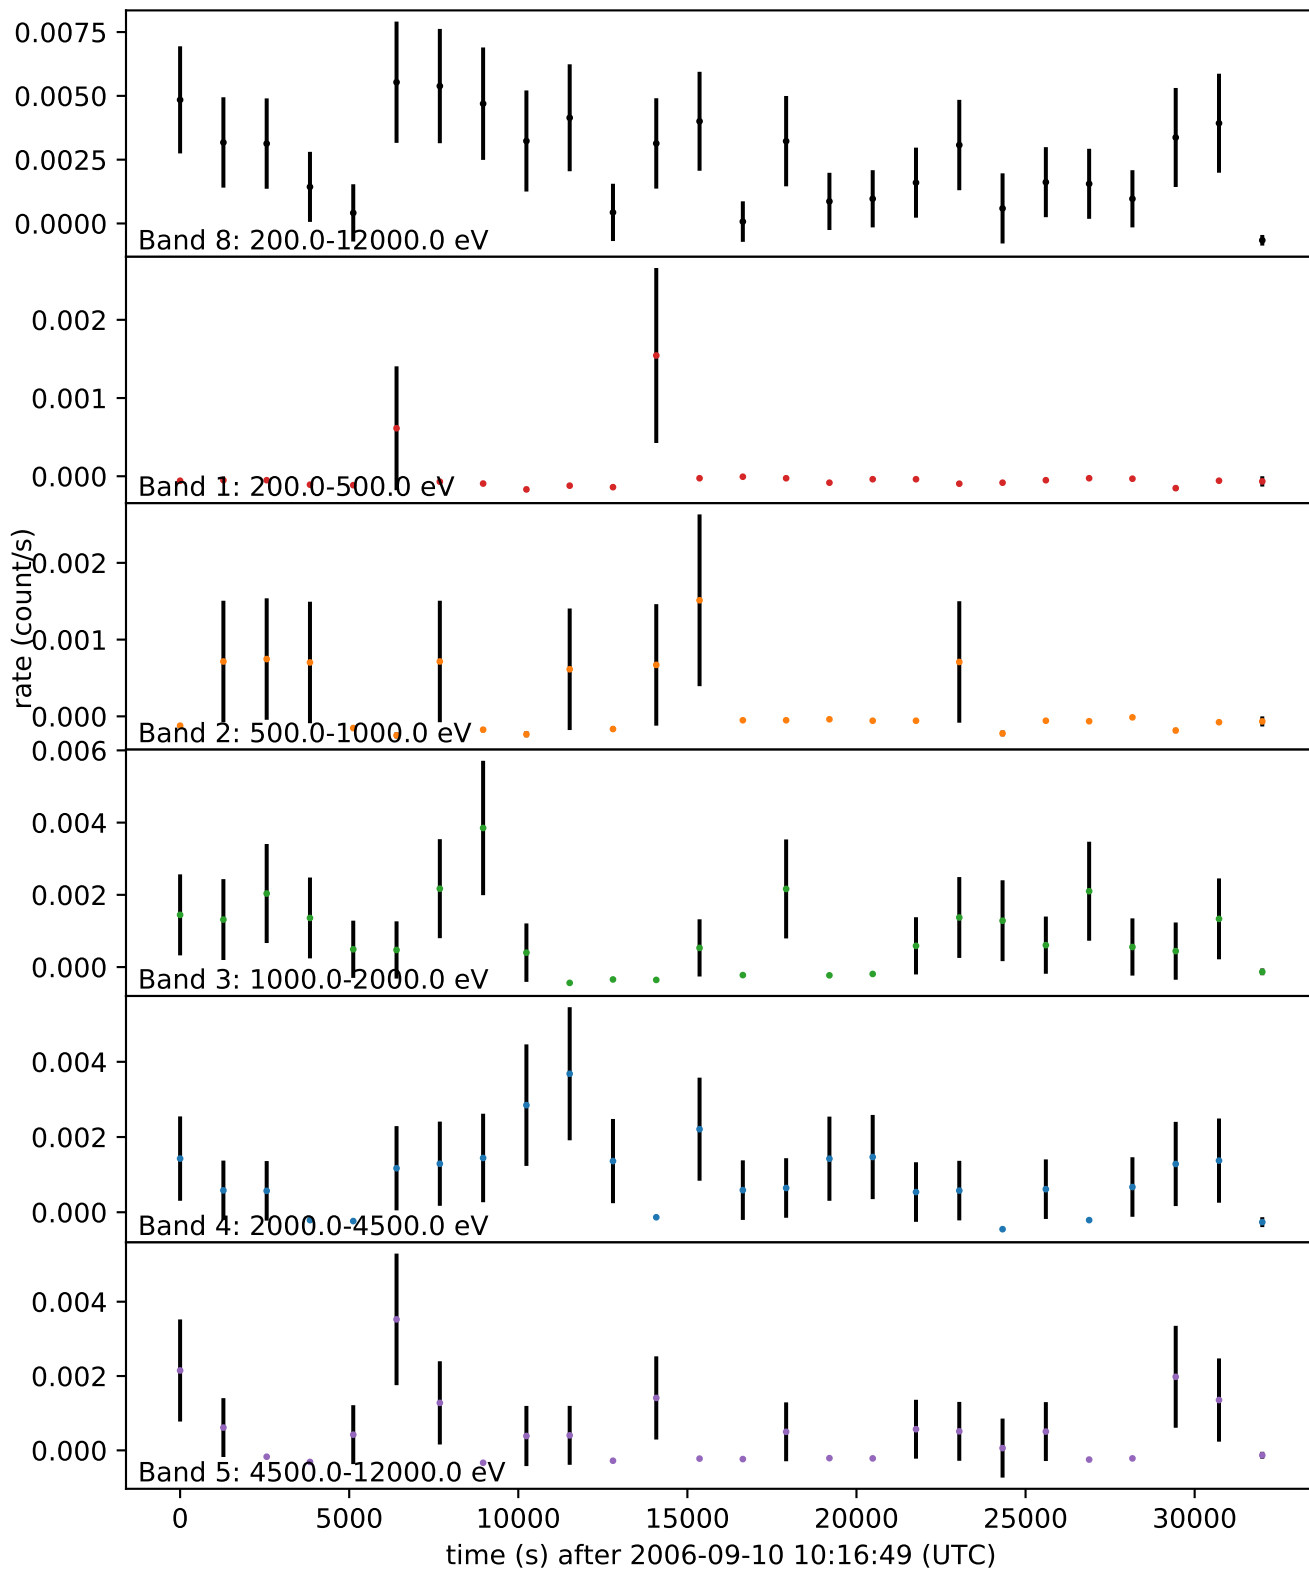 0.0075
0.0050
0.0025
0.0000
Band 8: 200.0-12000.0 eV
0.002
0.001
0.000
Band 1: 200.0-500.0 eV
rate (count/s)
0.002
0.001
0.000
Band 2: 500.0-1000.0 eV
0.006
0.004
0.002
0.000
Band 3: 1000.0-2000.0 eV
0.004
0.002
0.000
Band 4: 2000.0-4500.0 eV
0.004
0.002
0.000
Band 5: 4500.0-12000.0 eV
0 5000 10000 15000 20000 25000 30000
time (s) after 2006-09-10 10:16:49 (UTC)